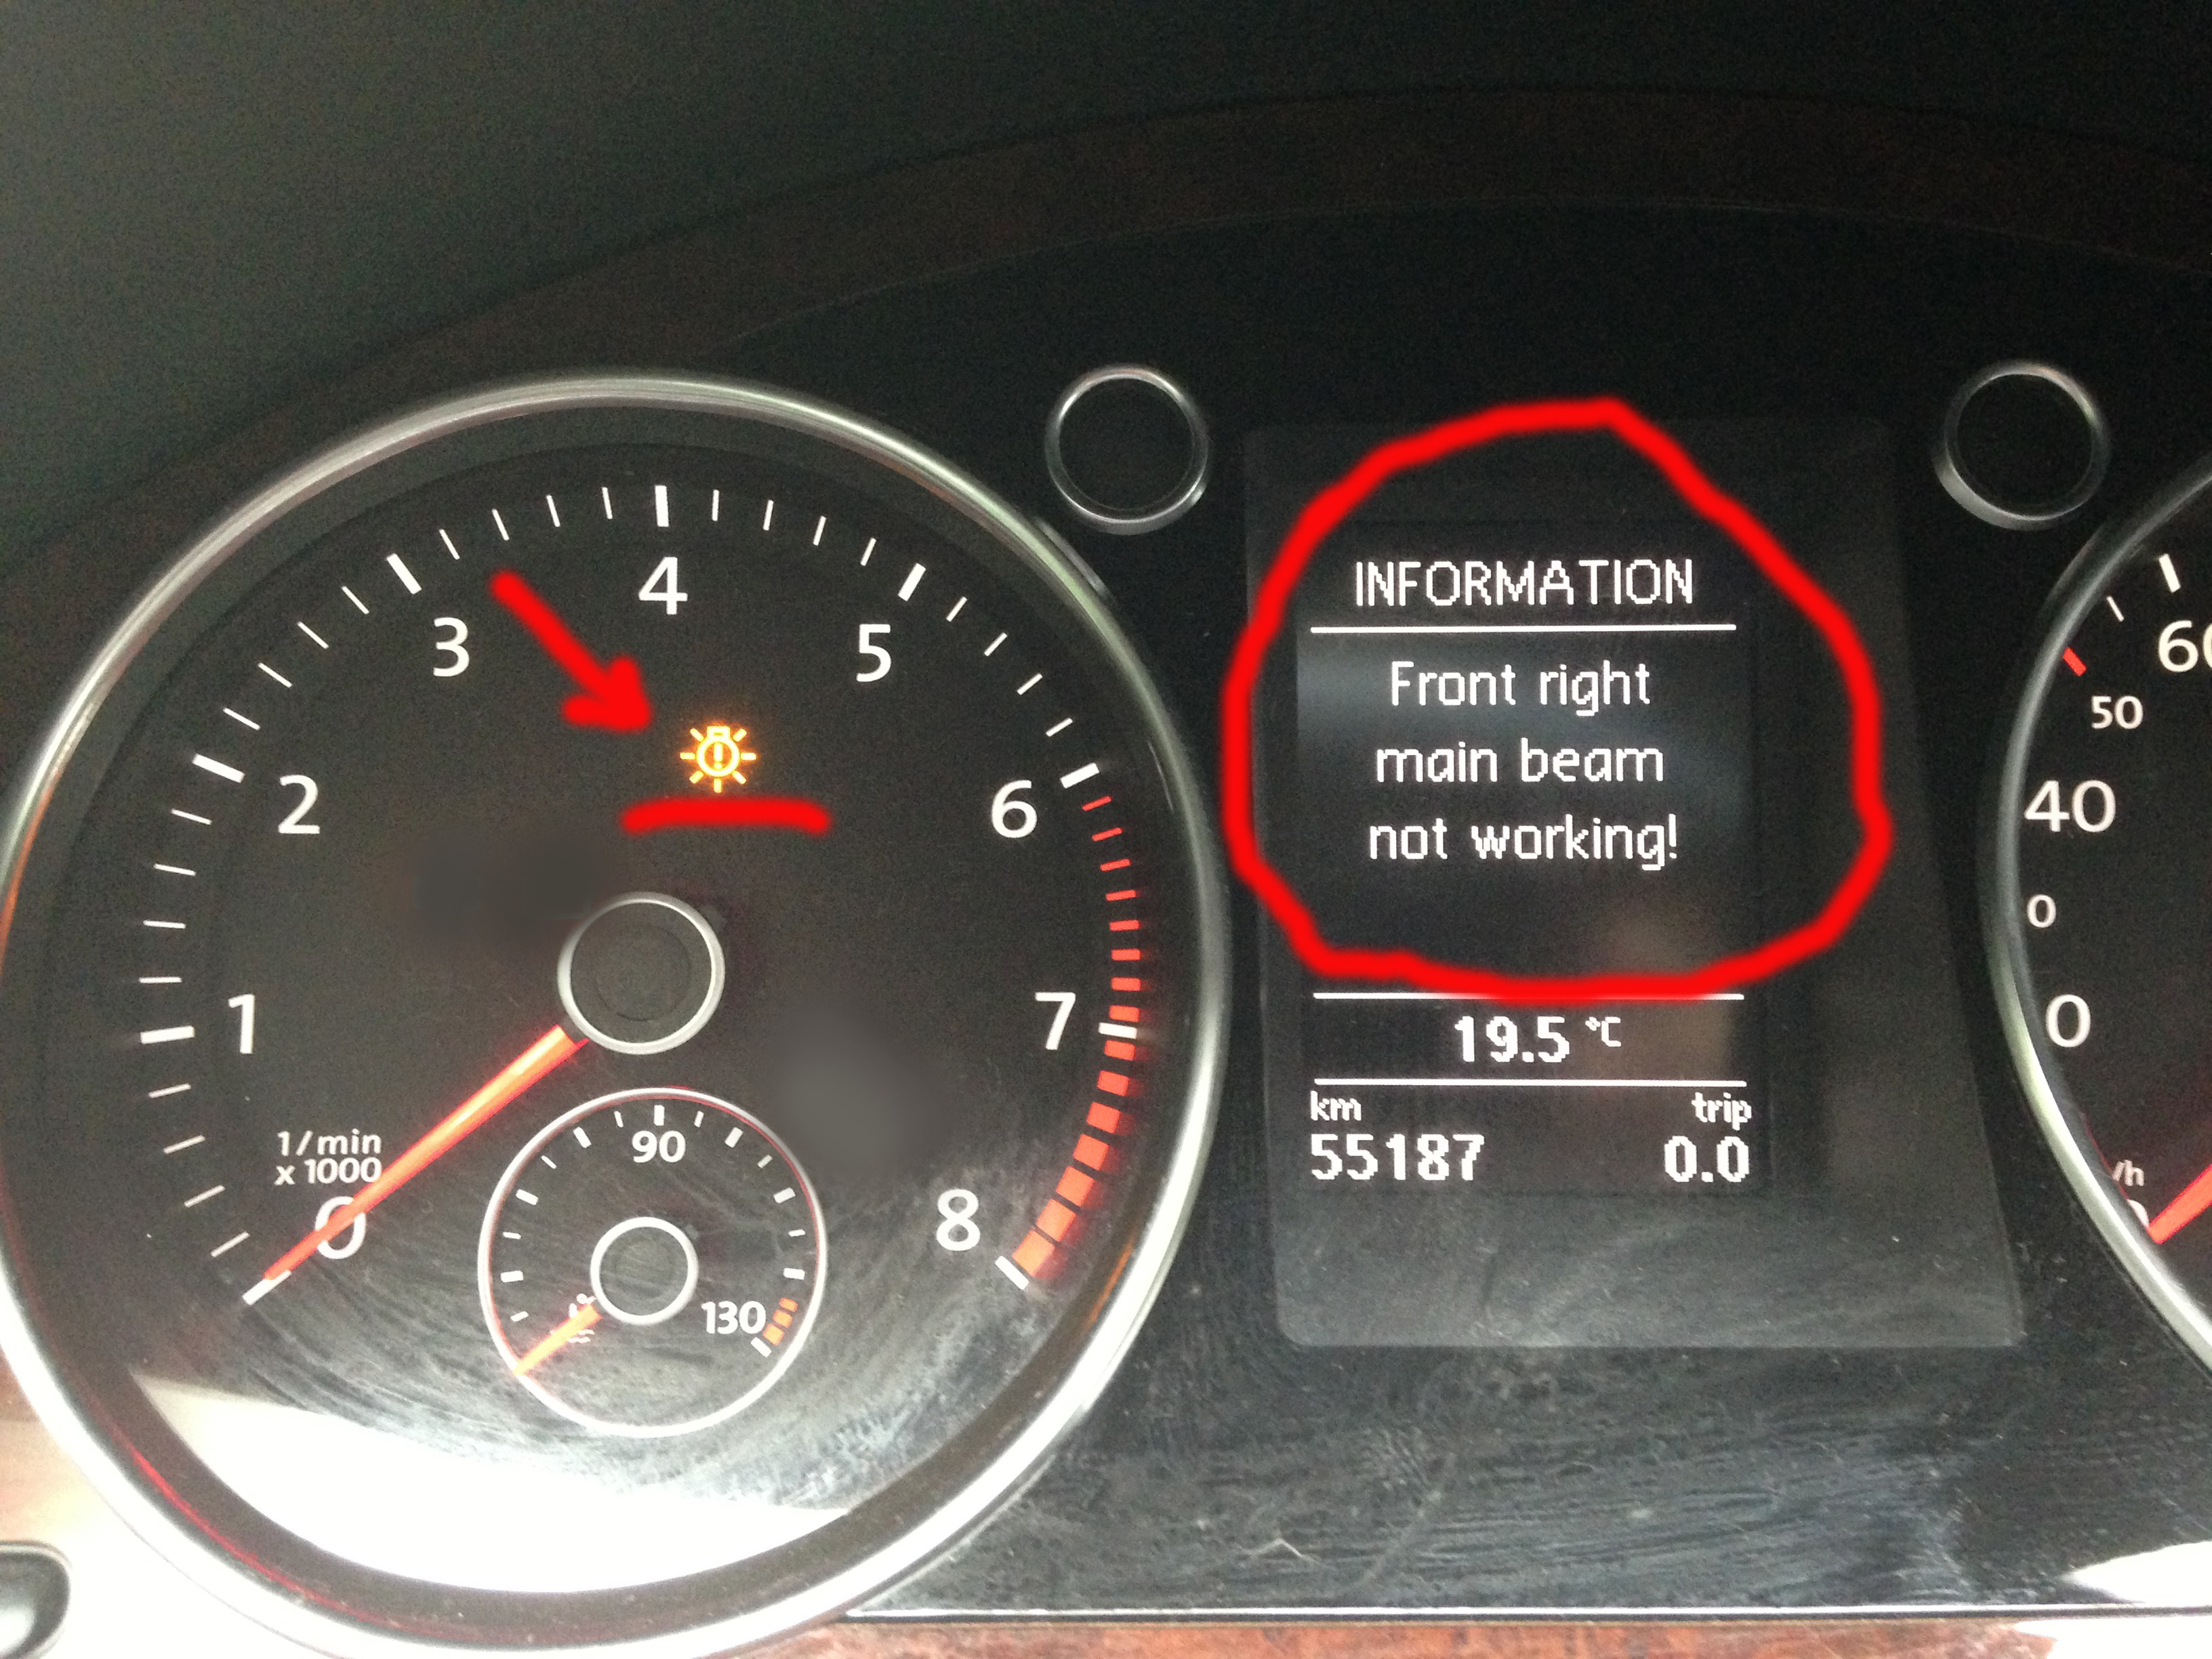 INFORMATION
Front right
main beam
not working!
19.5 °C
km trip
55187 0.0
0
1
2
3
4
5
6
7
8
1/min
x 1000
90
130
60
50
40
0
0
/h